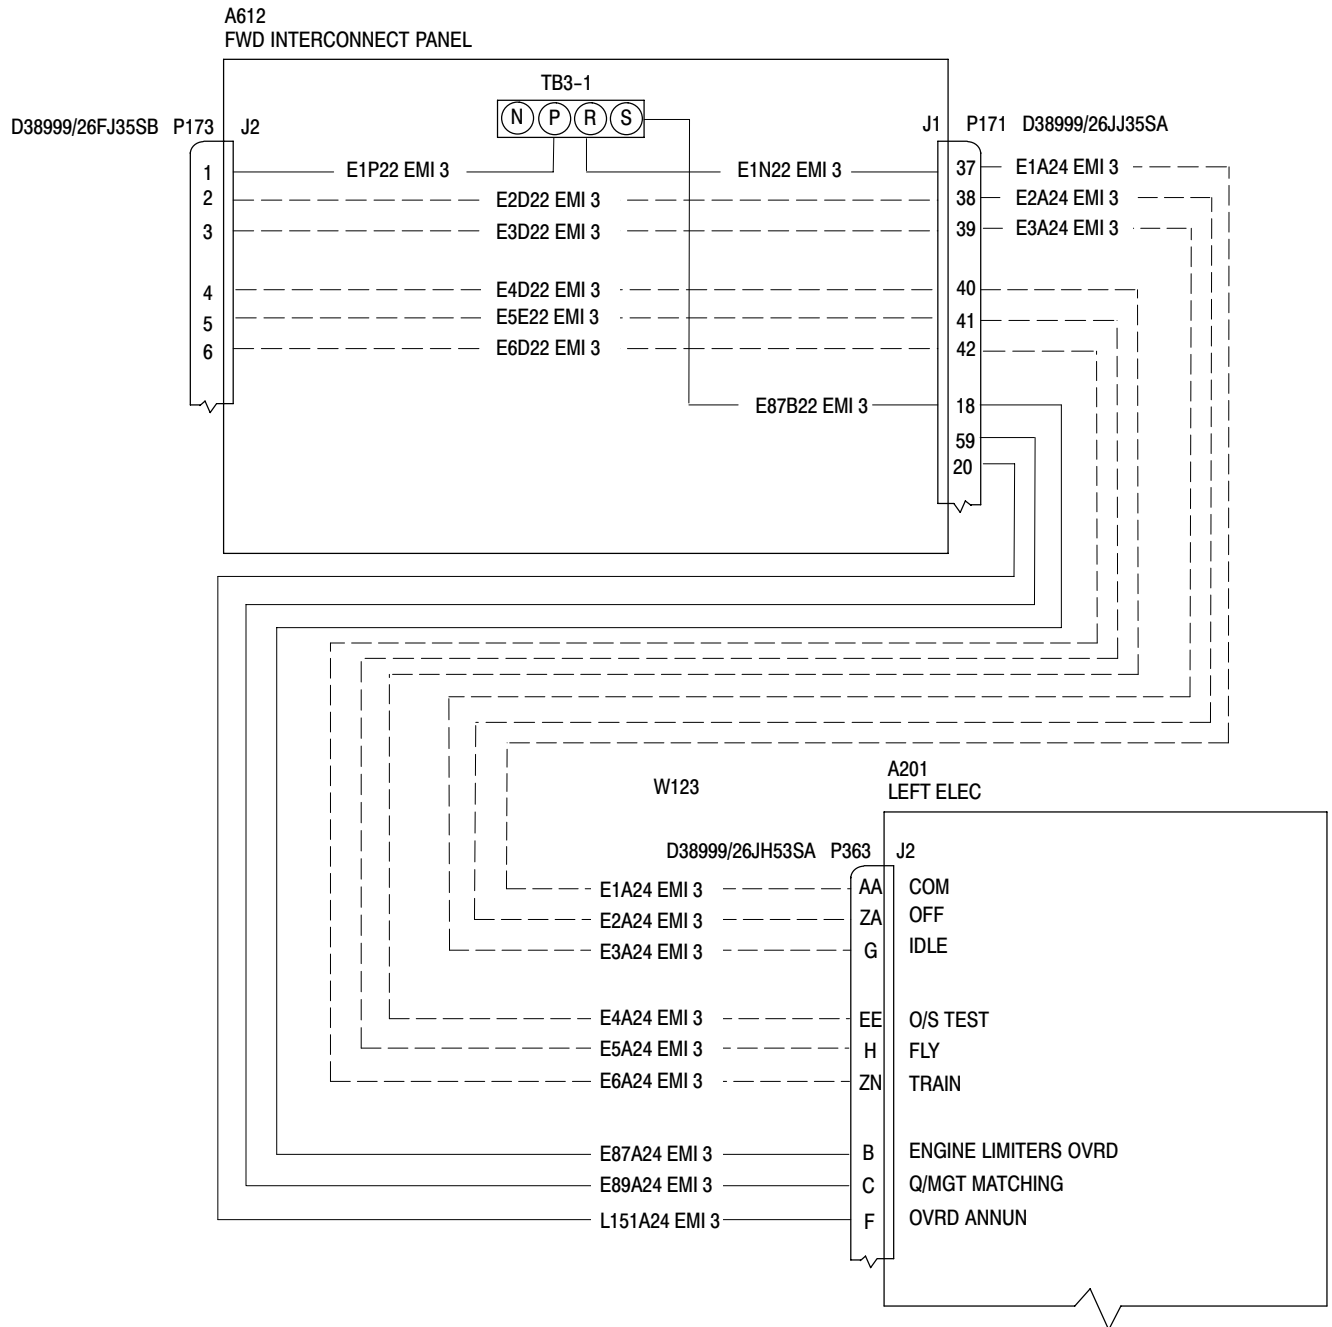 A612
FWD INTERCONNECT PANEL
TB3-1
N P R S
D38999/26FJ35SB P173 J2
J1 P171 D38999/26JJ35SA
1 E1P22 EMI 3 E1N22 EMI 3 37 E1A24 EMI 3
2 E2D22 EMI 3 38 E2A24 EMI 3
3 E3D22 EMI 3 39 E3A24 EMI 3
4 E4D22 EMI 3 40
5 E5E22 EMI 3 41
6 E6D22 EMI 3 42
E87B22 EMI 3 18
59
20
A201
LEFT ELEC
W123
D38999/26JH53SA P363 J2
E1A24 EMI 3 AA COM
E2A24 EMI 3 ZA OFF
E3A24 EMI 3 G IDLE
E4A24 EMI 3 EE O/S TEST
E5A24 EMI 3 H FLY
E6A24 EMI 3 ZN TRAIN
E87A24 EMI 3 B ENGINE LIMITERS OVRD
E89A24 EMI 3 C Q/MGT MATCHING
L151A24 EMI 3 F OVRD ANNUN